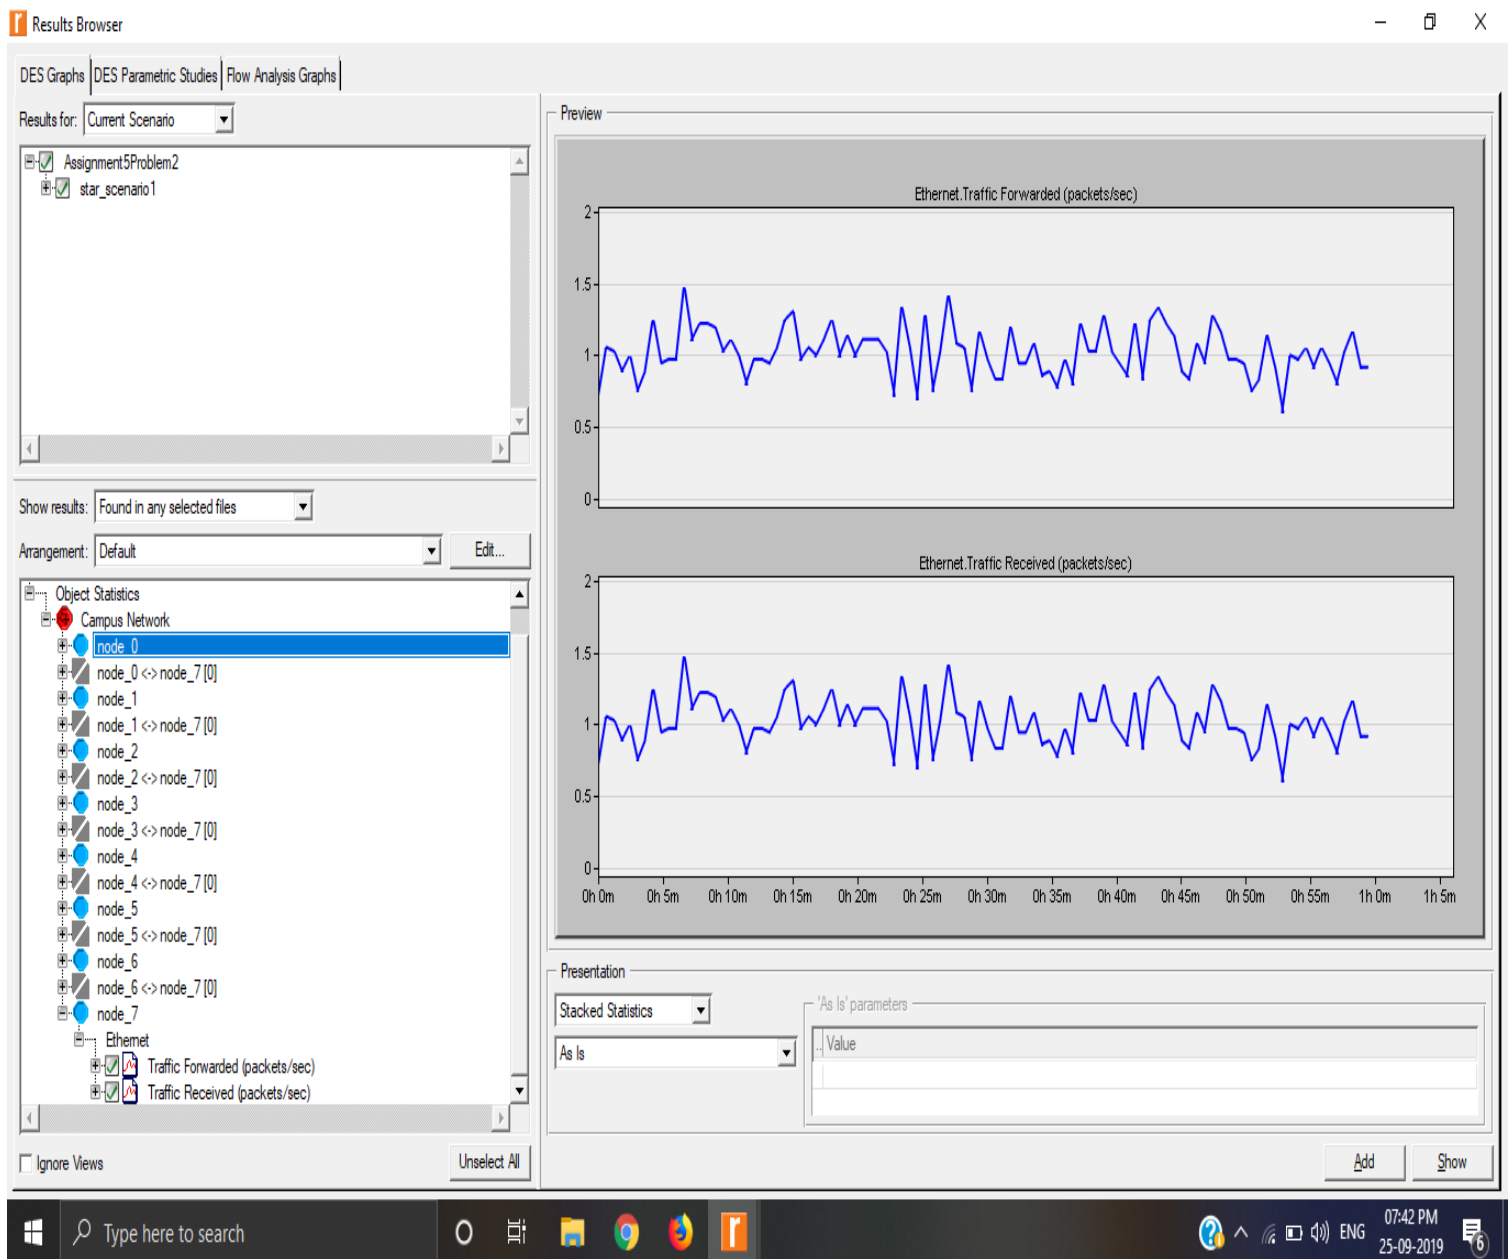 Results Browser
DES Graphs DES Parametric Studies Flow Analysis Graphs
Results for: Current Scenario
Assignment5Problem2
star_scenario1
Show results: Found in any selected files
Arrangement: Default Edit...
Object Statistics
Campus Network
node_0
node_0 <-> node_7 [0]
node_1
node_1 <-> node_7 [0]
node_2
node_2 <-> node_7 [0]
node_3
node_3 <-> node_7 [0]
node_4
node_4 <-> node_7 [0]
node_5
node_5 <-> node_7 [0]
node_6
node_6 <-> node_7 [0]
node_7
Ethernet
Traffic Forwarded (packets/sec)
Traffic Received (packets/sec)
Ignore Views Unselect All
Preview
Ethernet.Traffic Forwarded (packets/sec)
2
1.5
1
0.5
0
Ethernet.Traffic Received (packets/sec)
2
1.5
1
0.5
0
0h 0m 0h 5m 0h 10m 0h 15m 0h 20m 0h 25m 0h 30m 0h 35m 0h 40m 0h 45m 0h 50m 0h 55m 1h 0m 1h 5m
Presentation
Stacked Statistics
As Is
'As Is' parameters
.. Value
Add Show
Type here to search
ENG
07:42 PM
25-09-2019
6